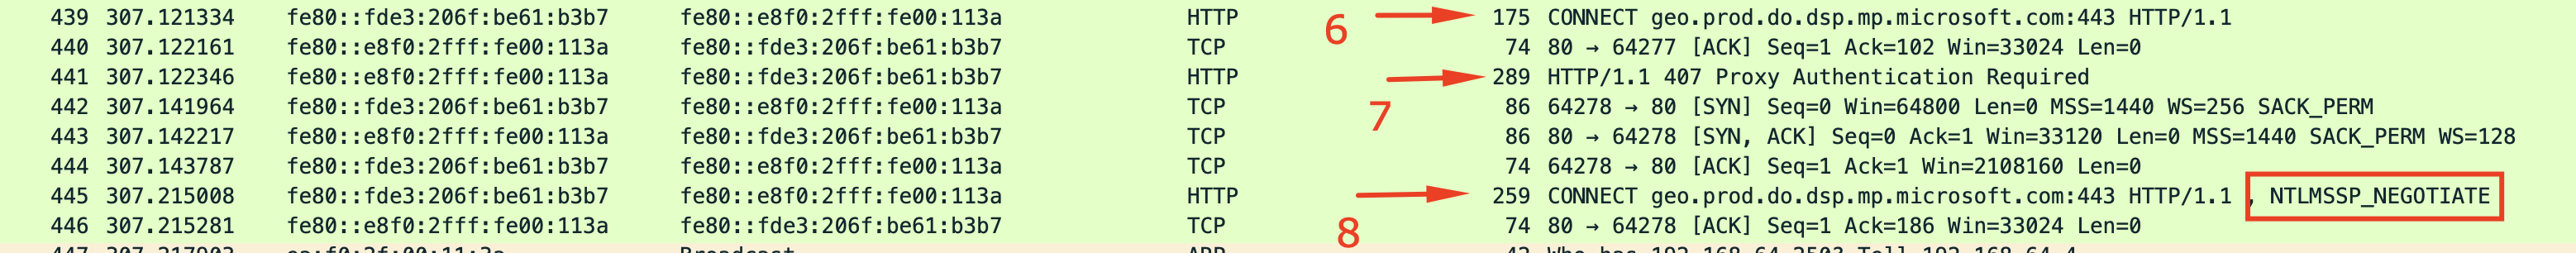 439 307.121334 fe80::fde3:206f:be61:b3b7 fe80::e8f0:2fff:fe00:113a HTTP 6 175 CONNECT geo.prod.do.dsp.mp.microsoft.com:443 HTTP/1.1
440 307.122161 fe80::e8f0:2fff:fe00:113a fe80::fde3:206f:be61:b3b7 TCP 74 80 → 64277 [ACK] Seq=1 Ack=102 Win=33024 Len=0
441 307.122346 fe80::e8f0:2fff:fe00:113a fe80::fde3:206f:be61:b3b7 HTTP 289 HTTP/1.1 407 Proxy Authentication Required
442 307.141964 fe80::fde3:206f:be61:b3b7 fe80::e8f0:2fff:fe00:113a TCP 7 86 64278 → 80 [SYN] Seq=0 Win=64800 Len=0 MSS=1440 WS=256 SACK_PERM
443 307.142217 fe80::e8f0:2fff:fe00:113a fe80::fde3:206f:be61:b3b7 TCP 86 80 → 64278 [SYN, ACK] Seq=0 Ack=1 Win=33120 Len=0 MSS=1440 SACK_PERM WS=128
444 307.143787 fe80::fde3:206f:be61:b3b7 fe80::e8f0:2fff:fe00:113a TCP 74 64278 → 80 [ACK] Seq=1 Ack=1 Win=2108160 Len=0
445 307.215008 fe80::fde3:206f:be61:b3b7 fe80::e8f0:2fff:fe00:113a HTTP 259 CONNECT geo.prod.do.dsp.mp.microsoft.com:443 HTTP/1.1 , NTLMSSP_NEGOTIATE
446 307.215281 fe80::e8f0:2fff:fe00:113a fe80::fde3:206f:be61:b3b7 TCP 8 74 80 → 64278 [ACK] Seq=1 Ack=186 Win=33024 Len=0
447 307.217903 Broadcast ARP 42 Who has